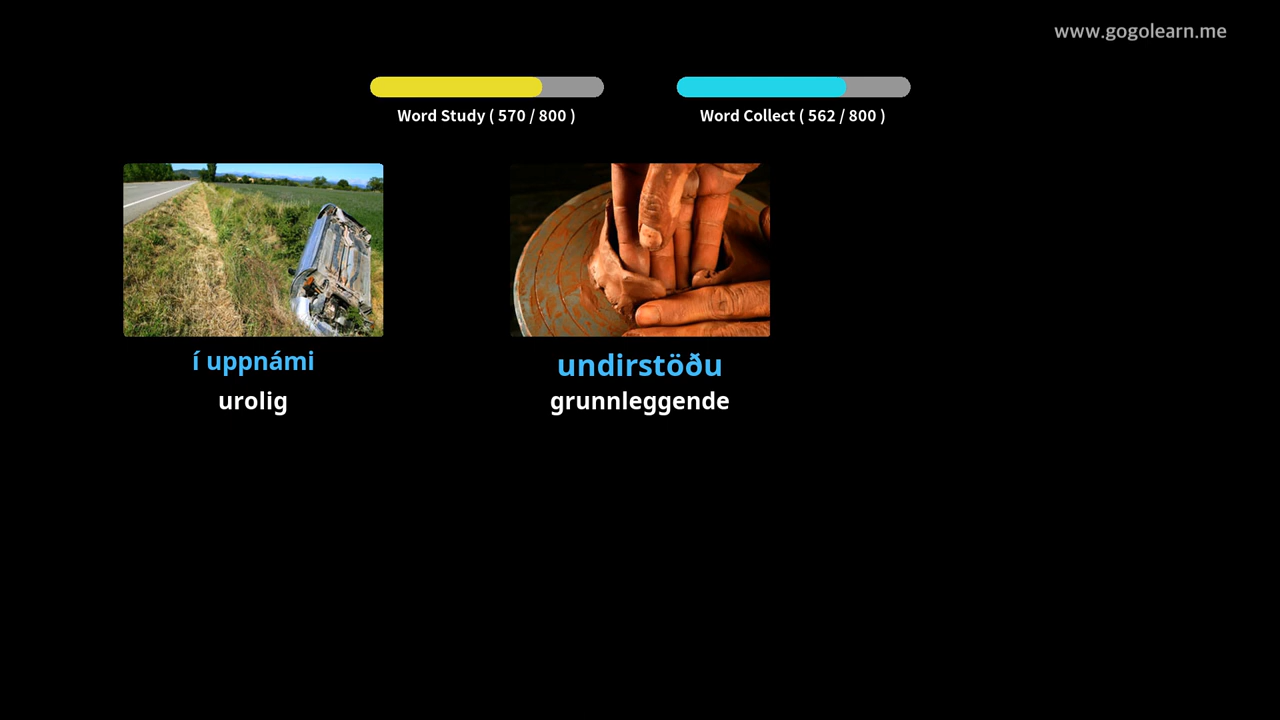 www.gogolearn.me
Word Study ( 570 / 800 )
Word Collect ( 562 / 800 )
í uppnámi
urolig
undirstöðu
grunnleggende